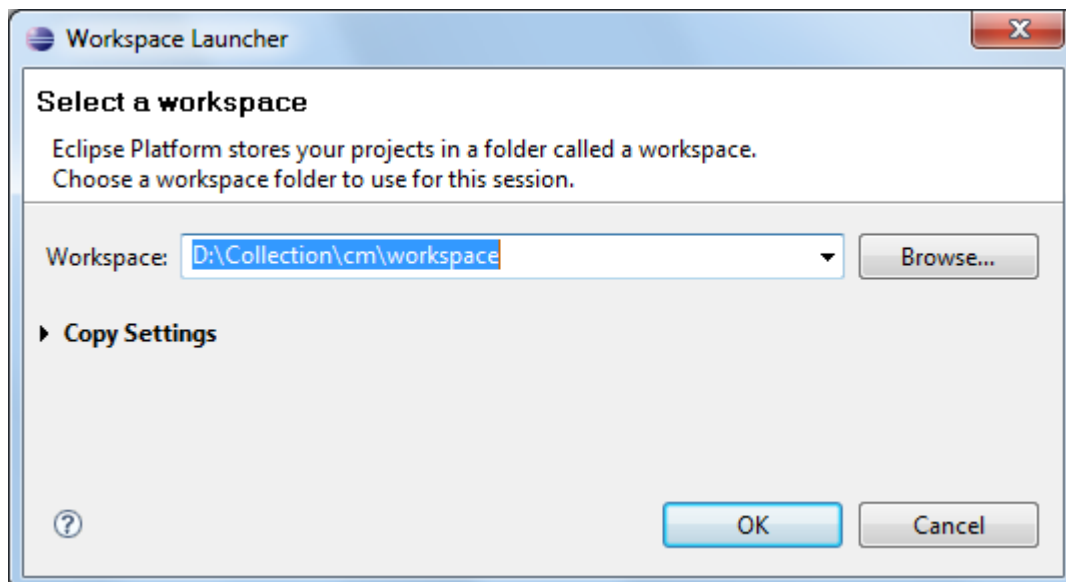 Workspace Launcher
Select a workspace
Eclipse Platform stores your projects in a folder called a workspace.
Choose a workspace folder to use for this session.
Workspace: D:\Collection\cm\workspace Browse...
Copy Settings
OK Cancel